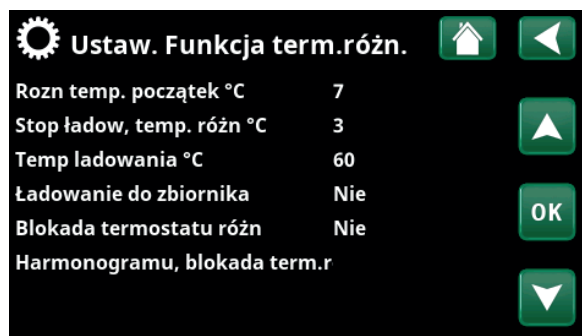 Ustaw. Funkcja term.różn.
Rozn temp. początek °C 7
Stop ładow, temp. różn °C 3
Temp ladowania °C 60
Ładowanie do zbiornika Nie
Blokada termostatu różn Nie
OK
Harmonogramu, blokada term.r